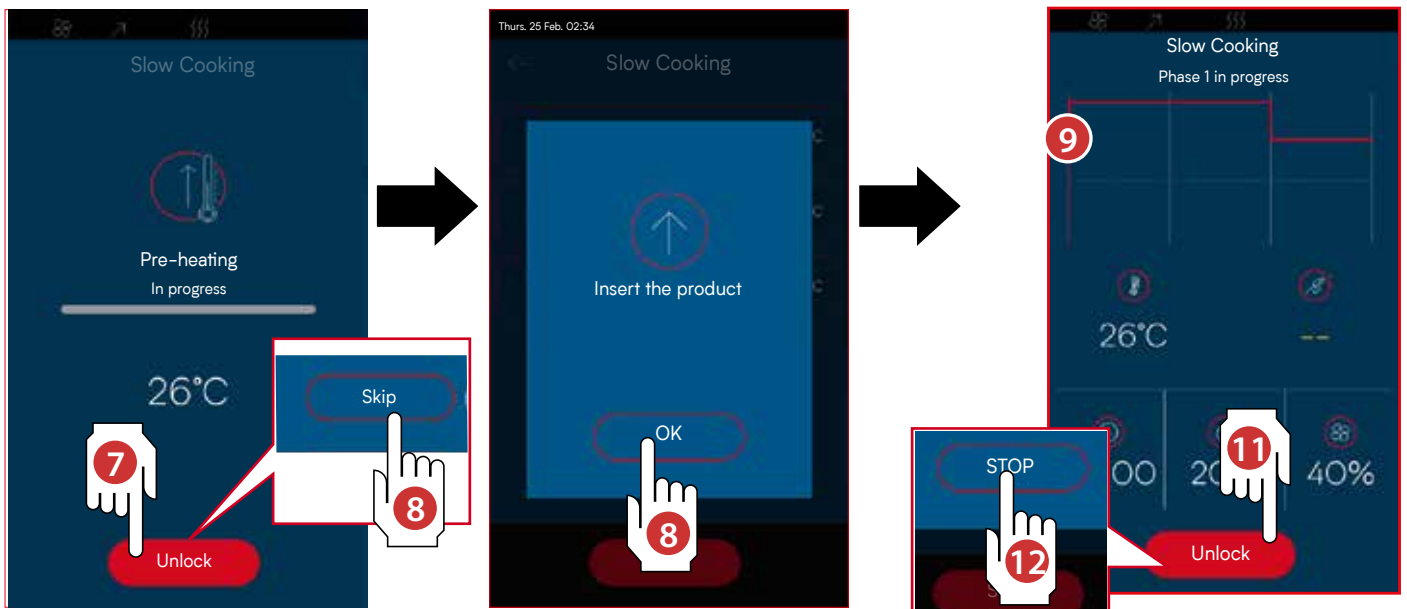 Slow Cooking
Pre-heating
In progress
26°C
7
Skip
8
Unlock
Thurs. 25 Feb. 02:34
Slow Cooking
Insert the product
OK
8
Slow Cooking
Phase 1 in progress
9
26°C
--
40%
11
STOP
12
Unlock